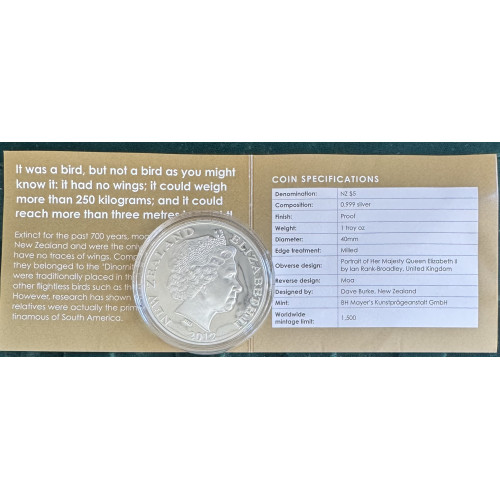 It was a bird, but not a bird as you might
know it: it had no wings; it could weigh
more than 250 kilograms; and it could
reach more than three metres
Extinct for the past 700 years,
New Zealand and were the only
have no traces of wings.
they belonged to the
were traditionally placed in
other flightless birds such as
However, research has shown
relatives were actually the
tinamous of South America.
NEW ZEALAND ELIZABETH II
2012
COIN SPECIFICATIONS
Denomination: NZ $5
Composition: 0.999 silver
Finish: Proof
Weight: 1 troy oz
Diameter: 40mm
Edge treatment: Milled
Obverse design: Portrait of Her Majesty Queen Elizabeth II
by Ian Rank-Broadley, United Kingdom
Reverse design: Moa
Designed by: Dave Burke, New Zealand
Mint: BH Mayer's Kunstprägeanstalt GmbH
Worldwide
mintage limit: 1,500